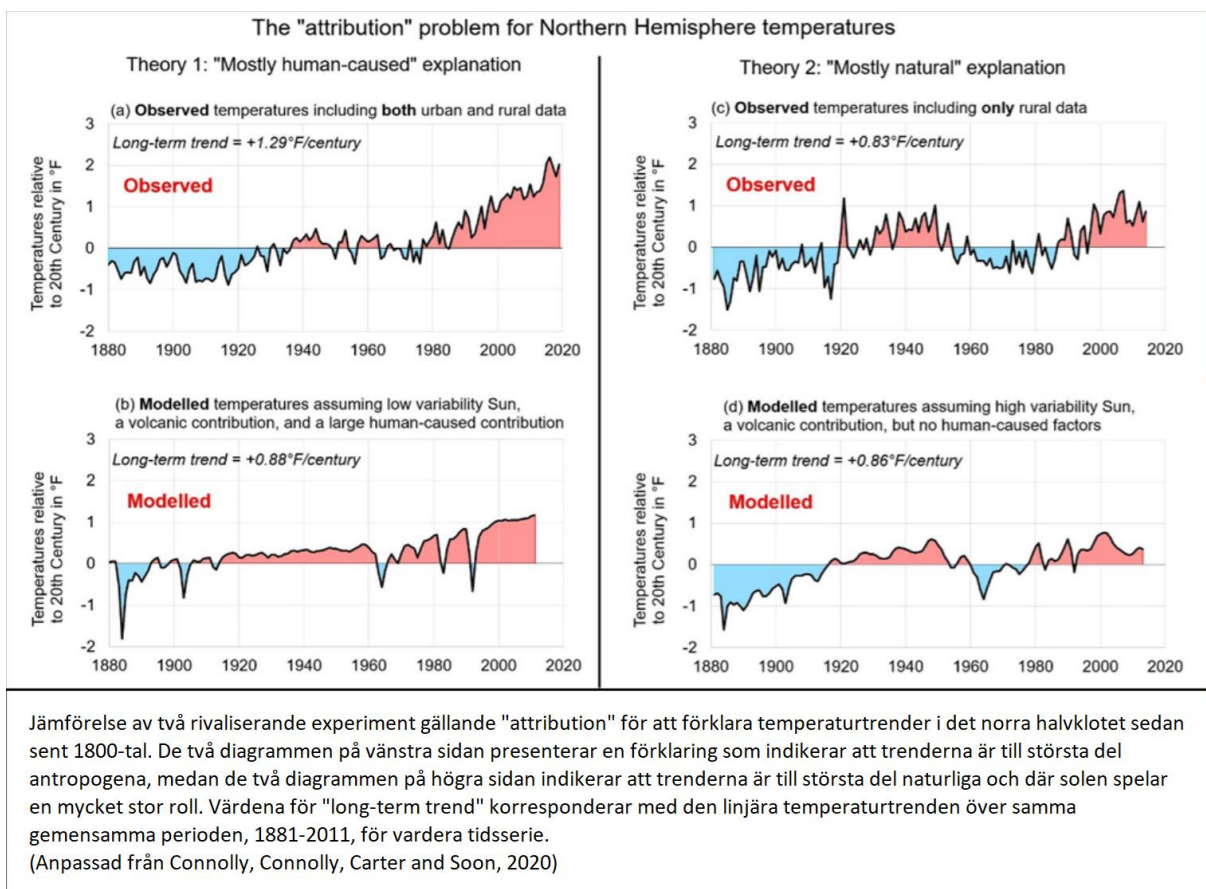 The "attribution" problem for Northern Hemisphere temperatures
Theory 1: "Mostly human-caused" explanation
(a) Observed temperatures including both urban and rural data
Temperatures relative
to 20th Century in °F
3
2
1
0
-1
-2
Long-term trend = +1.29°F/century
Observed
1880 1900 1920 1940 1960 1980 2000 2020
(b) Modelled temperatures assuming low variability Sun,
a volcanic contribution, and a large human-caused contribution
Temperatures relative
to 20th Century in °F
3
2
1
0
-1
-2
Long-term trend = +0.88°F/century
Modelled
1880 1900 1920 1940 1960 1980 2000 2020
Theory 2: "Mostly natural" explanation
(c) Observed temperatures including only rural data
Temperatures relative
to 20th Century in °F
3
2
1
0
-1
-2
Long-term trend = +0.83°F/century
Observed
1880 1900 1920 1940 1960 1980 2000 2020
(d) Modelled temperatures assuming high variability Sun,
a volcanic contribution, but no human-caused factors
Temperatures relative
to 20th Century in °F
3
2
1
0
-1
-2
Long-term trend = +0.86°F/century
Modelled
1880 1900 1920 1940 1960 1980 2000 2020
Jämförelse av två rivaliserande experiment gällande "attribution" för att förklara temperaturtrender i det norra halvklotet sedan
sent 1800-tal. De två diagrammen på vänstra sidan presenterar en förklaring som indikerar att trenderna är till största del
antropogena, medan de två diagrammen på högra sidan indikerar att trenderna är till största del naturliga och där solen spelar
en mycket stor roll. Värdena för "long-term trend" korresponderar med den linjära temperaturtrenden över samma
gemensamma perioden, 1881-2011, för vardera tidsserie.
(Anpassad från Connolly, Connolly, Carter and Soon, 2020)